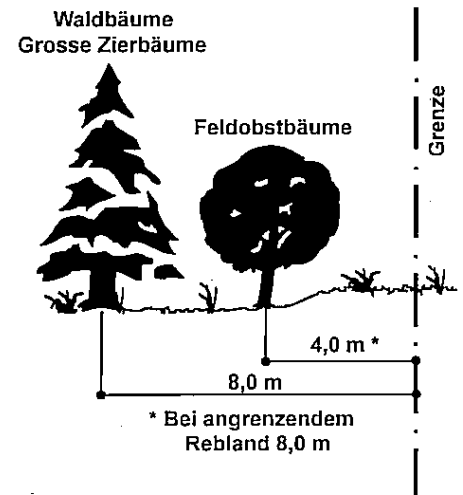 Waldbäume
Grosse Zierbäume
Feldobstbäume
Grenze
4,0 m *
8,0 m
* Bei angrenzendem
Rebland 8,0 m